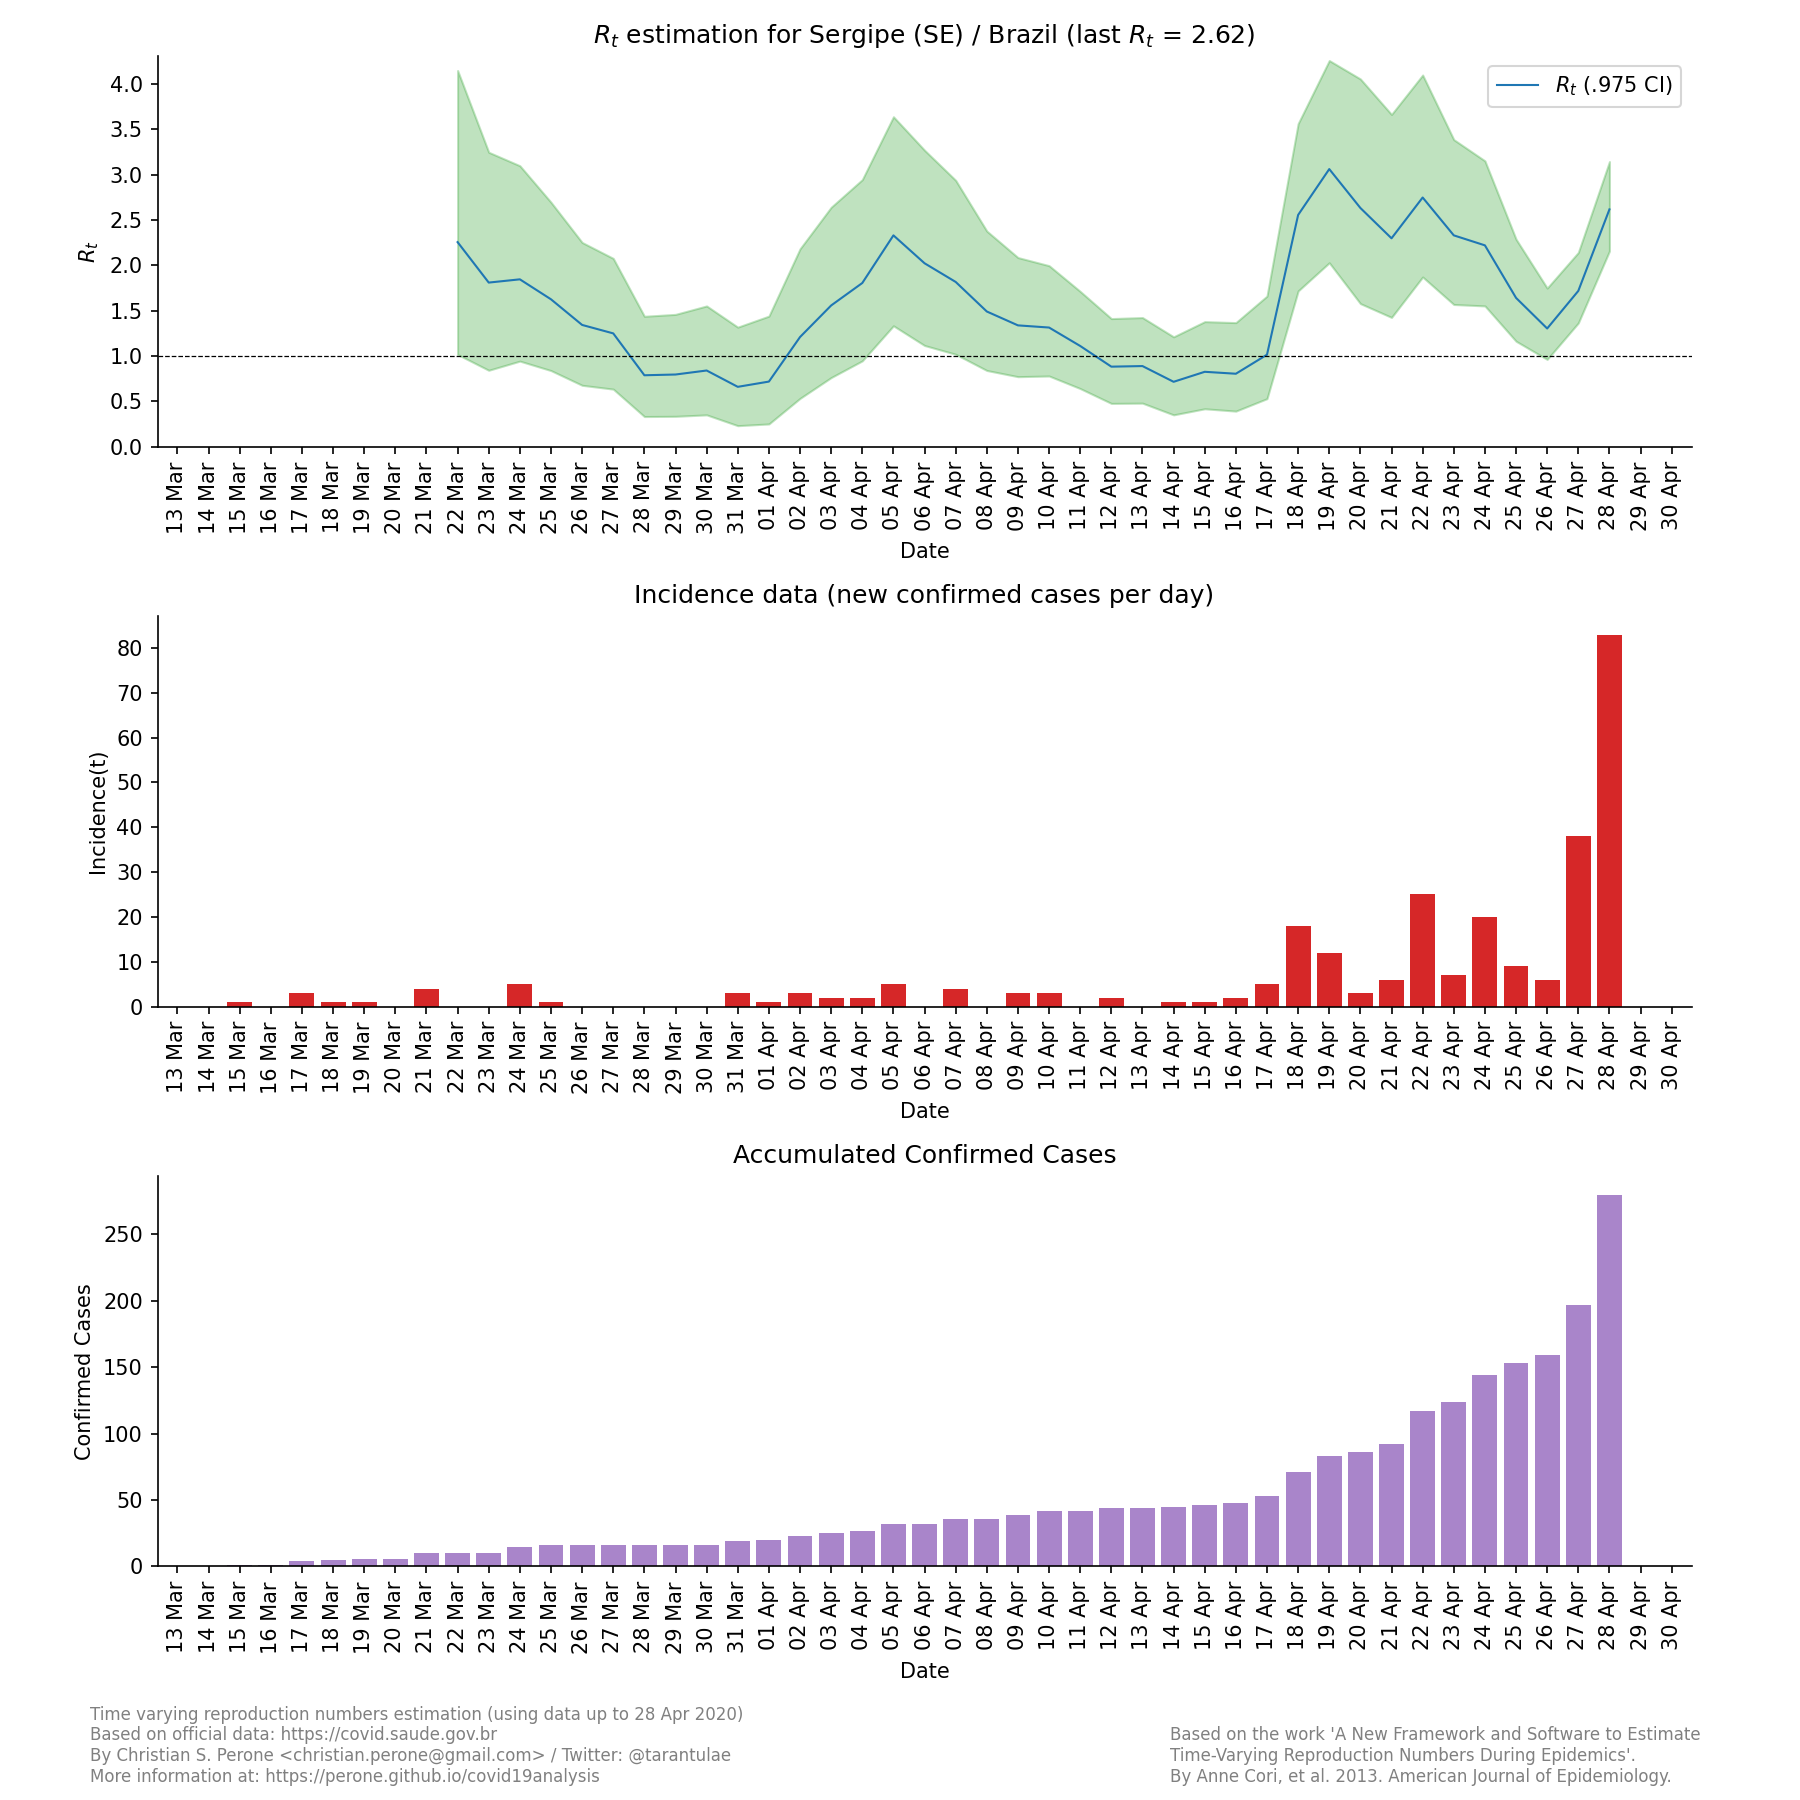 Rt estimation for Sergipe (SE) / Brazil (last Rt = 2.62)
Rt (.975 CI)
Rt
4.0
3.5
3.0
2.5
2.0
1.5
1.0
0.5
0.0
13 Mar 14 Mar 15 Mar 16 Mar 17 Mar 18 Mar 19 Mar 20 Mar 21 Mar 22 Mar 23 Mar 24 Mar 25 Mar 26 Mar 27 Mar 28 Mar 29 Mar 30 Mar 31 Mar 01 Apr 02 Apr 03 Apr 04 Apr 05 Apr 06 Apr 07 Apr 08 Apr 09 Apr 10 Apr 11 Apr 12 Apr 13 Apr 14 Apr 15 Apr 16 Apr 17 Apr 18 Apr 19 Apr 20 Apr 21 Apr 22 Apr 23 Apr 24 Apr 25 Apr 26 Apr 27 Apr 28 Apr 29 Apr 30 Apr
Date
Incidence data (new confirmed cases per day)
Incidence(t)
80
70
60
50
40
30
20
10
0
13 Mar 14 Mar 15 Mar 16 Mar 17 Mar 18 Mar 19 Mar 20 Mar 21 Mar 22 Mar 23 Mar 24 Mar 25 Mar 26 Mar 27 Mar 28 Mar 29 Mar 30 Mar 31 Mar 01 Apr 02 Apr 03 Apr 04 Apr 05 Apr 06 Apr 07 Apr 08 Apr 09 Apr 10 Apr 11 Apr 12 Apr 13 Apr 14 Apr 15 Apr 16 Apr 17 Apr 18 Apr 19 Apr 20 Apr 21 Apr 22 Apr 23 Apr 24 Apr 25 Apr 26 Apr 27 Apr 28 Apr 29 Apr 30 Apr
Date
Accumulated Confirmed Cases
Confirmed Cases
250
200
150
100
50
0
13 Mar 14 Mar 15 Mar 16 Mar 17 Mar 18 Mar 19 Mar 20 Mar 21 Mar 22 Mar 23 Mar 24 Mar 25 Mar 26 Mar 27 Mar 28 Mar 29 Mar 30 Mar 31 Mar 01 Apr 02 Apr 03 Apr 04 Apr 05 Apr 06 Apr 07 Apr 08 Apr 09 Apr 10 Apr 11 Apr 12 Apr 13 Apr 14 Apr 15 Apr 16 Apr 17 Apr 18 Apr 19 Apr 20 Apr 21 Apr 22 Apr 23 Apr 24 Apr 25 Apr 26 Apr 27 Apr 28 Apr 29 Apr 30 Apr
Date
Time varying reproduction numbers estimation (using data up to 28 Apr 2020)
Based on official data: https://covid.saude.gov.br
By Christian S. Perone <christian.perone@gmail.com> / Twitter: @tarantulae
More information at: https://perone.github.io/covid19analysis
Based on the work 'A New Framework and Software to Estimate
Time-Varying Reproduction Numbers During Epidemics'.
By Anne Cori, et al. 2013. American Journal of Epidemiology.